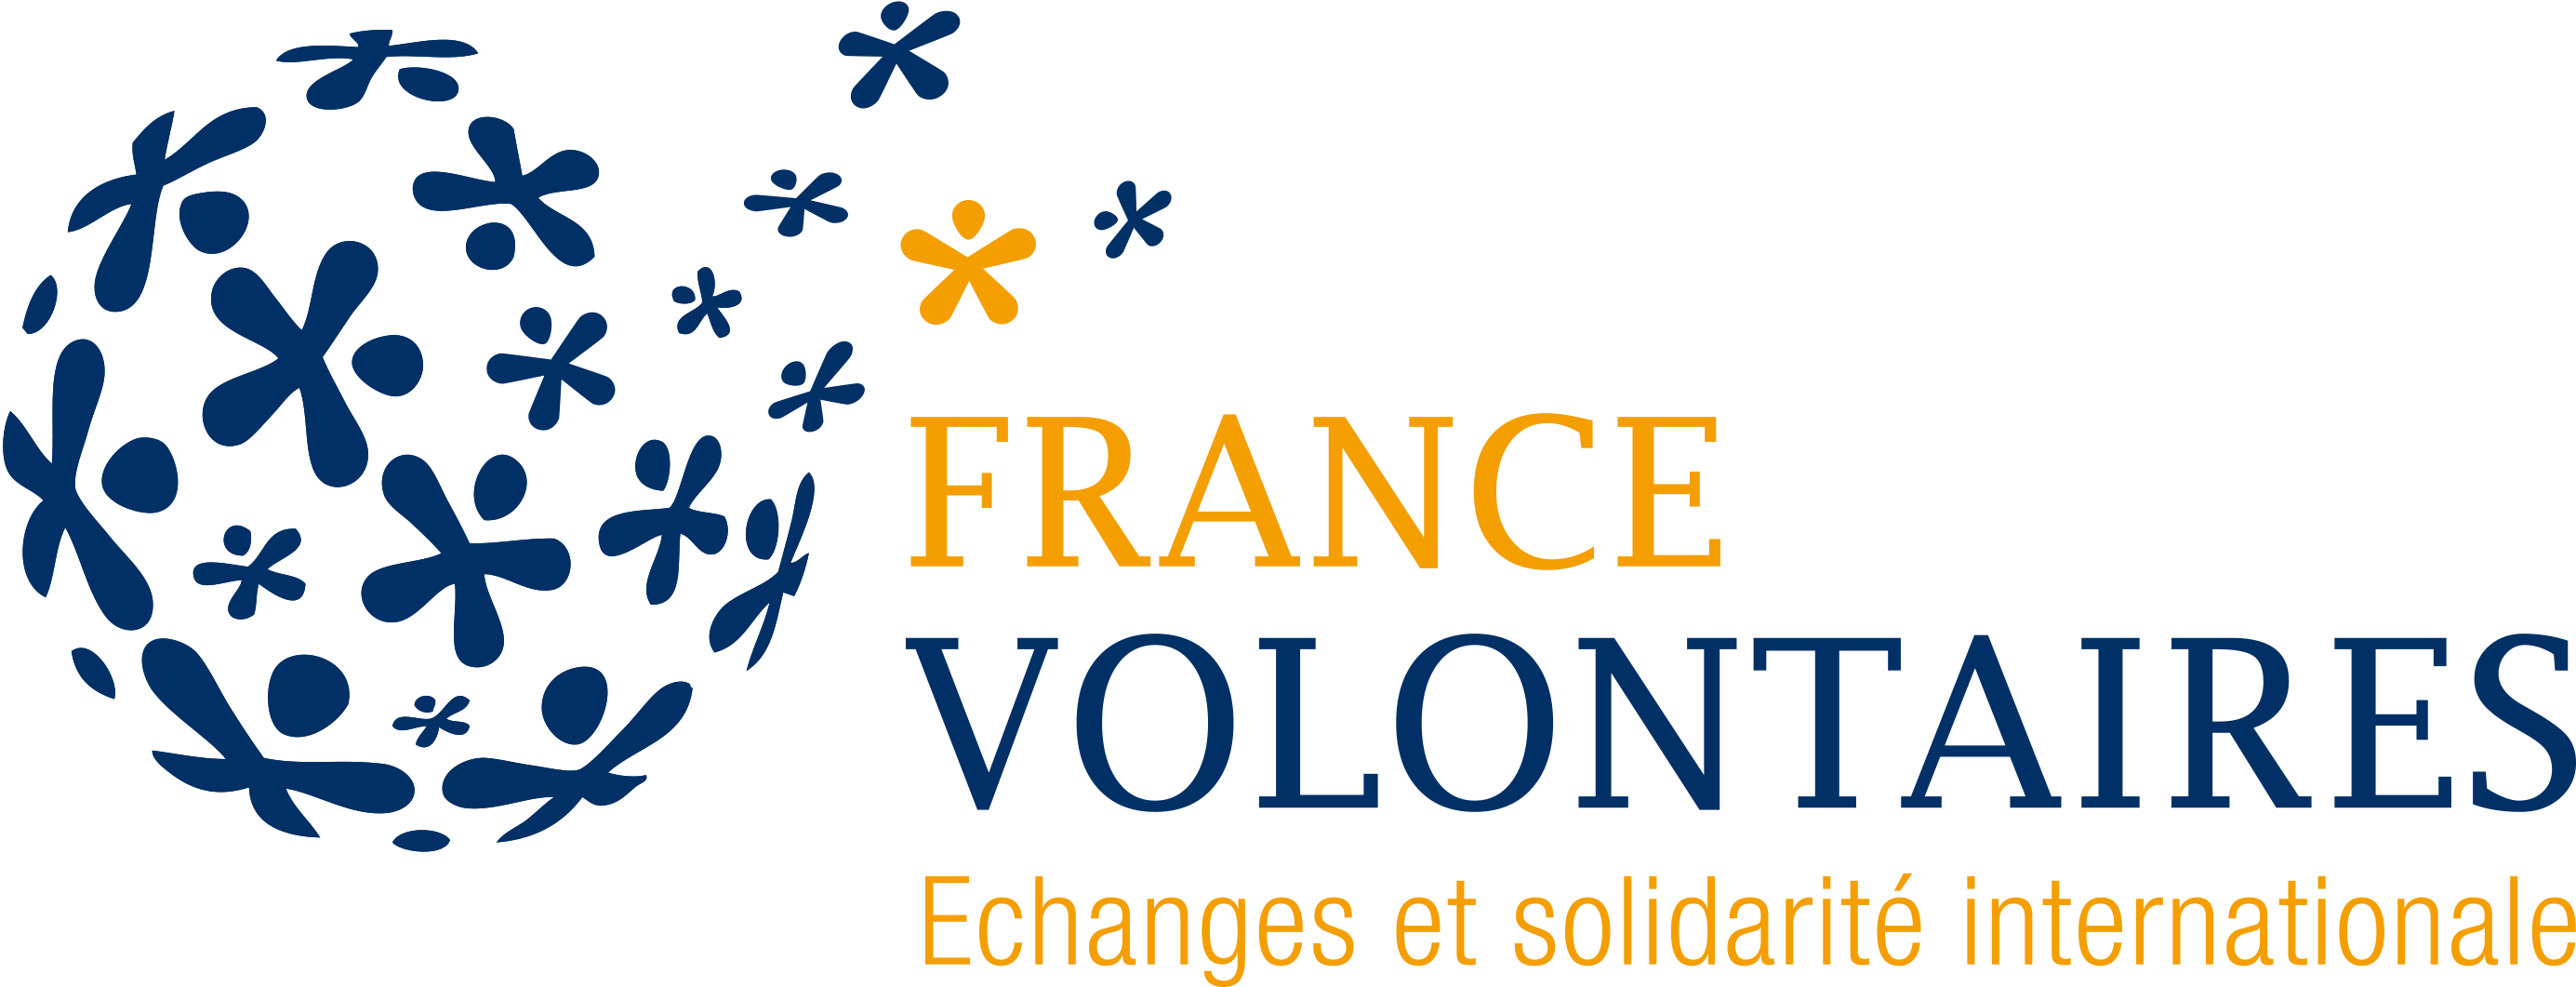 FRANCE
VOLONTAIRES
Echanges et solidarité internationale